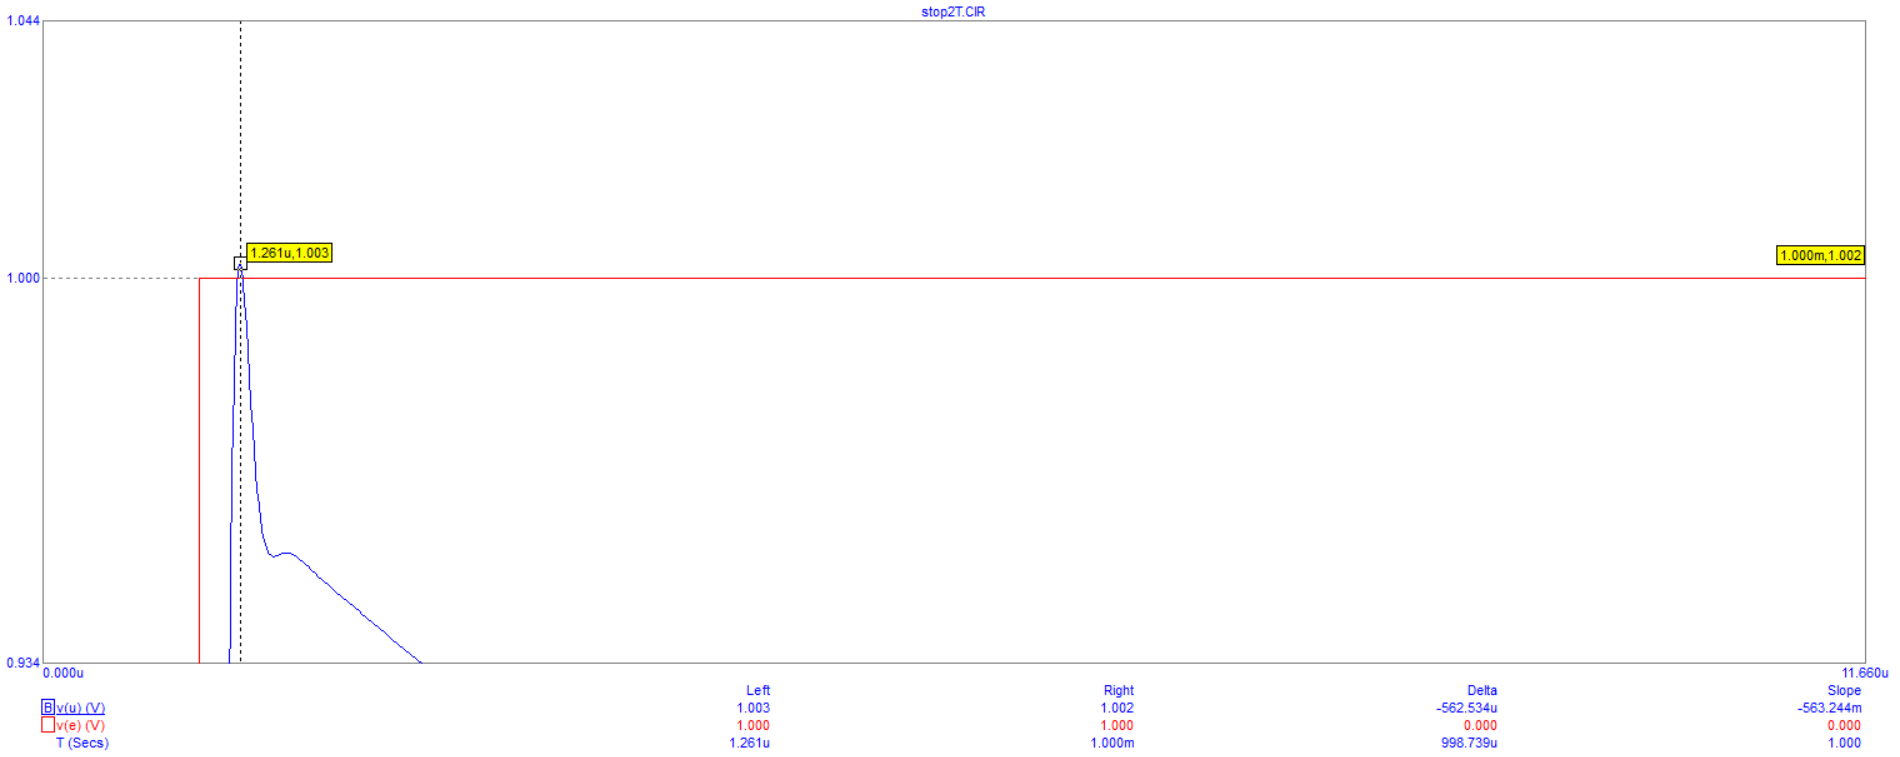 stop2T.CIR
1.044
1.261u,1.003
1.000m,1.002
1.000
0.934
0.000u
11.660u
Left Right Delta Slope
B v(u) (V) 1.003 1.002 -562.534u -563.244m
v(e) (V) 1.000 1.000 0.000 0.000
T (Secs) 1.261u 1.000m 998.739u 1.000